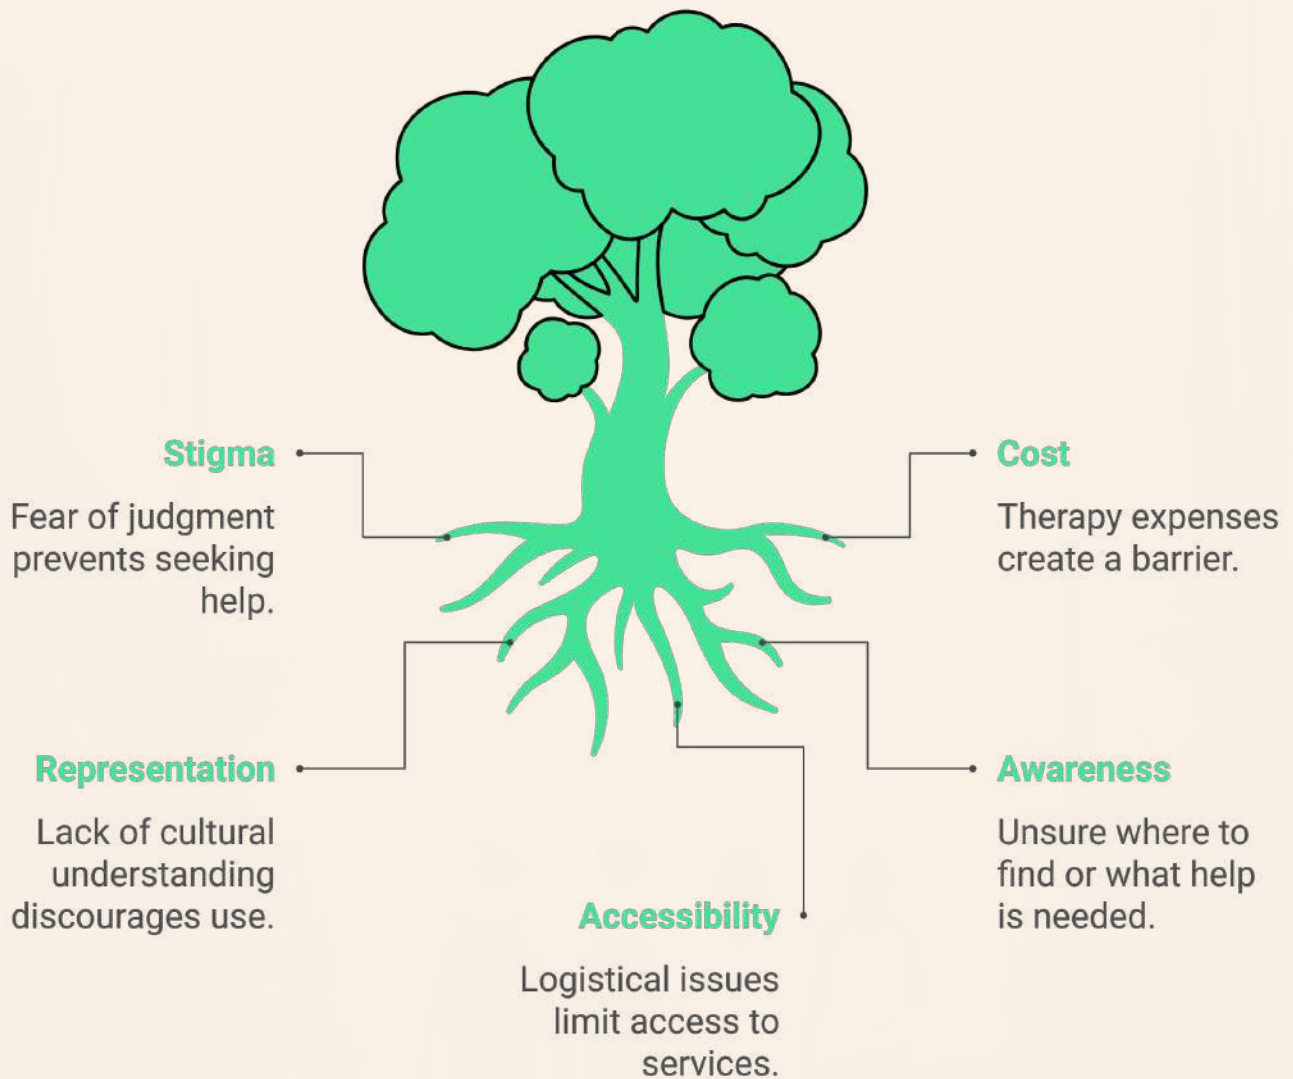 Stigma
Fear of judgment
prevents seeking
help.
Cost
Therapy expenses
create a barrier.
Representation
Lack of cultural
understanding
discourages use.
Awareness
Unsure where to
find or what help
is needed.
Accessibility
Logistical issues
limit access to
services.